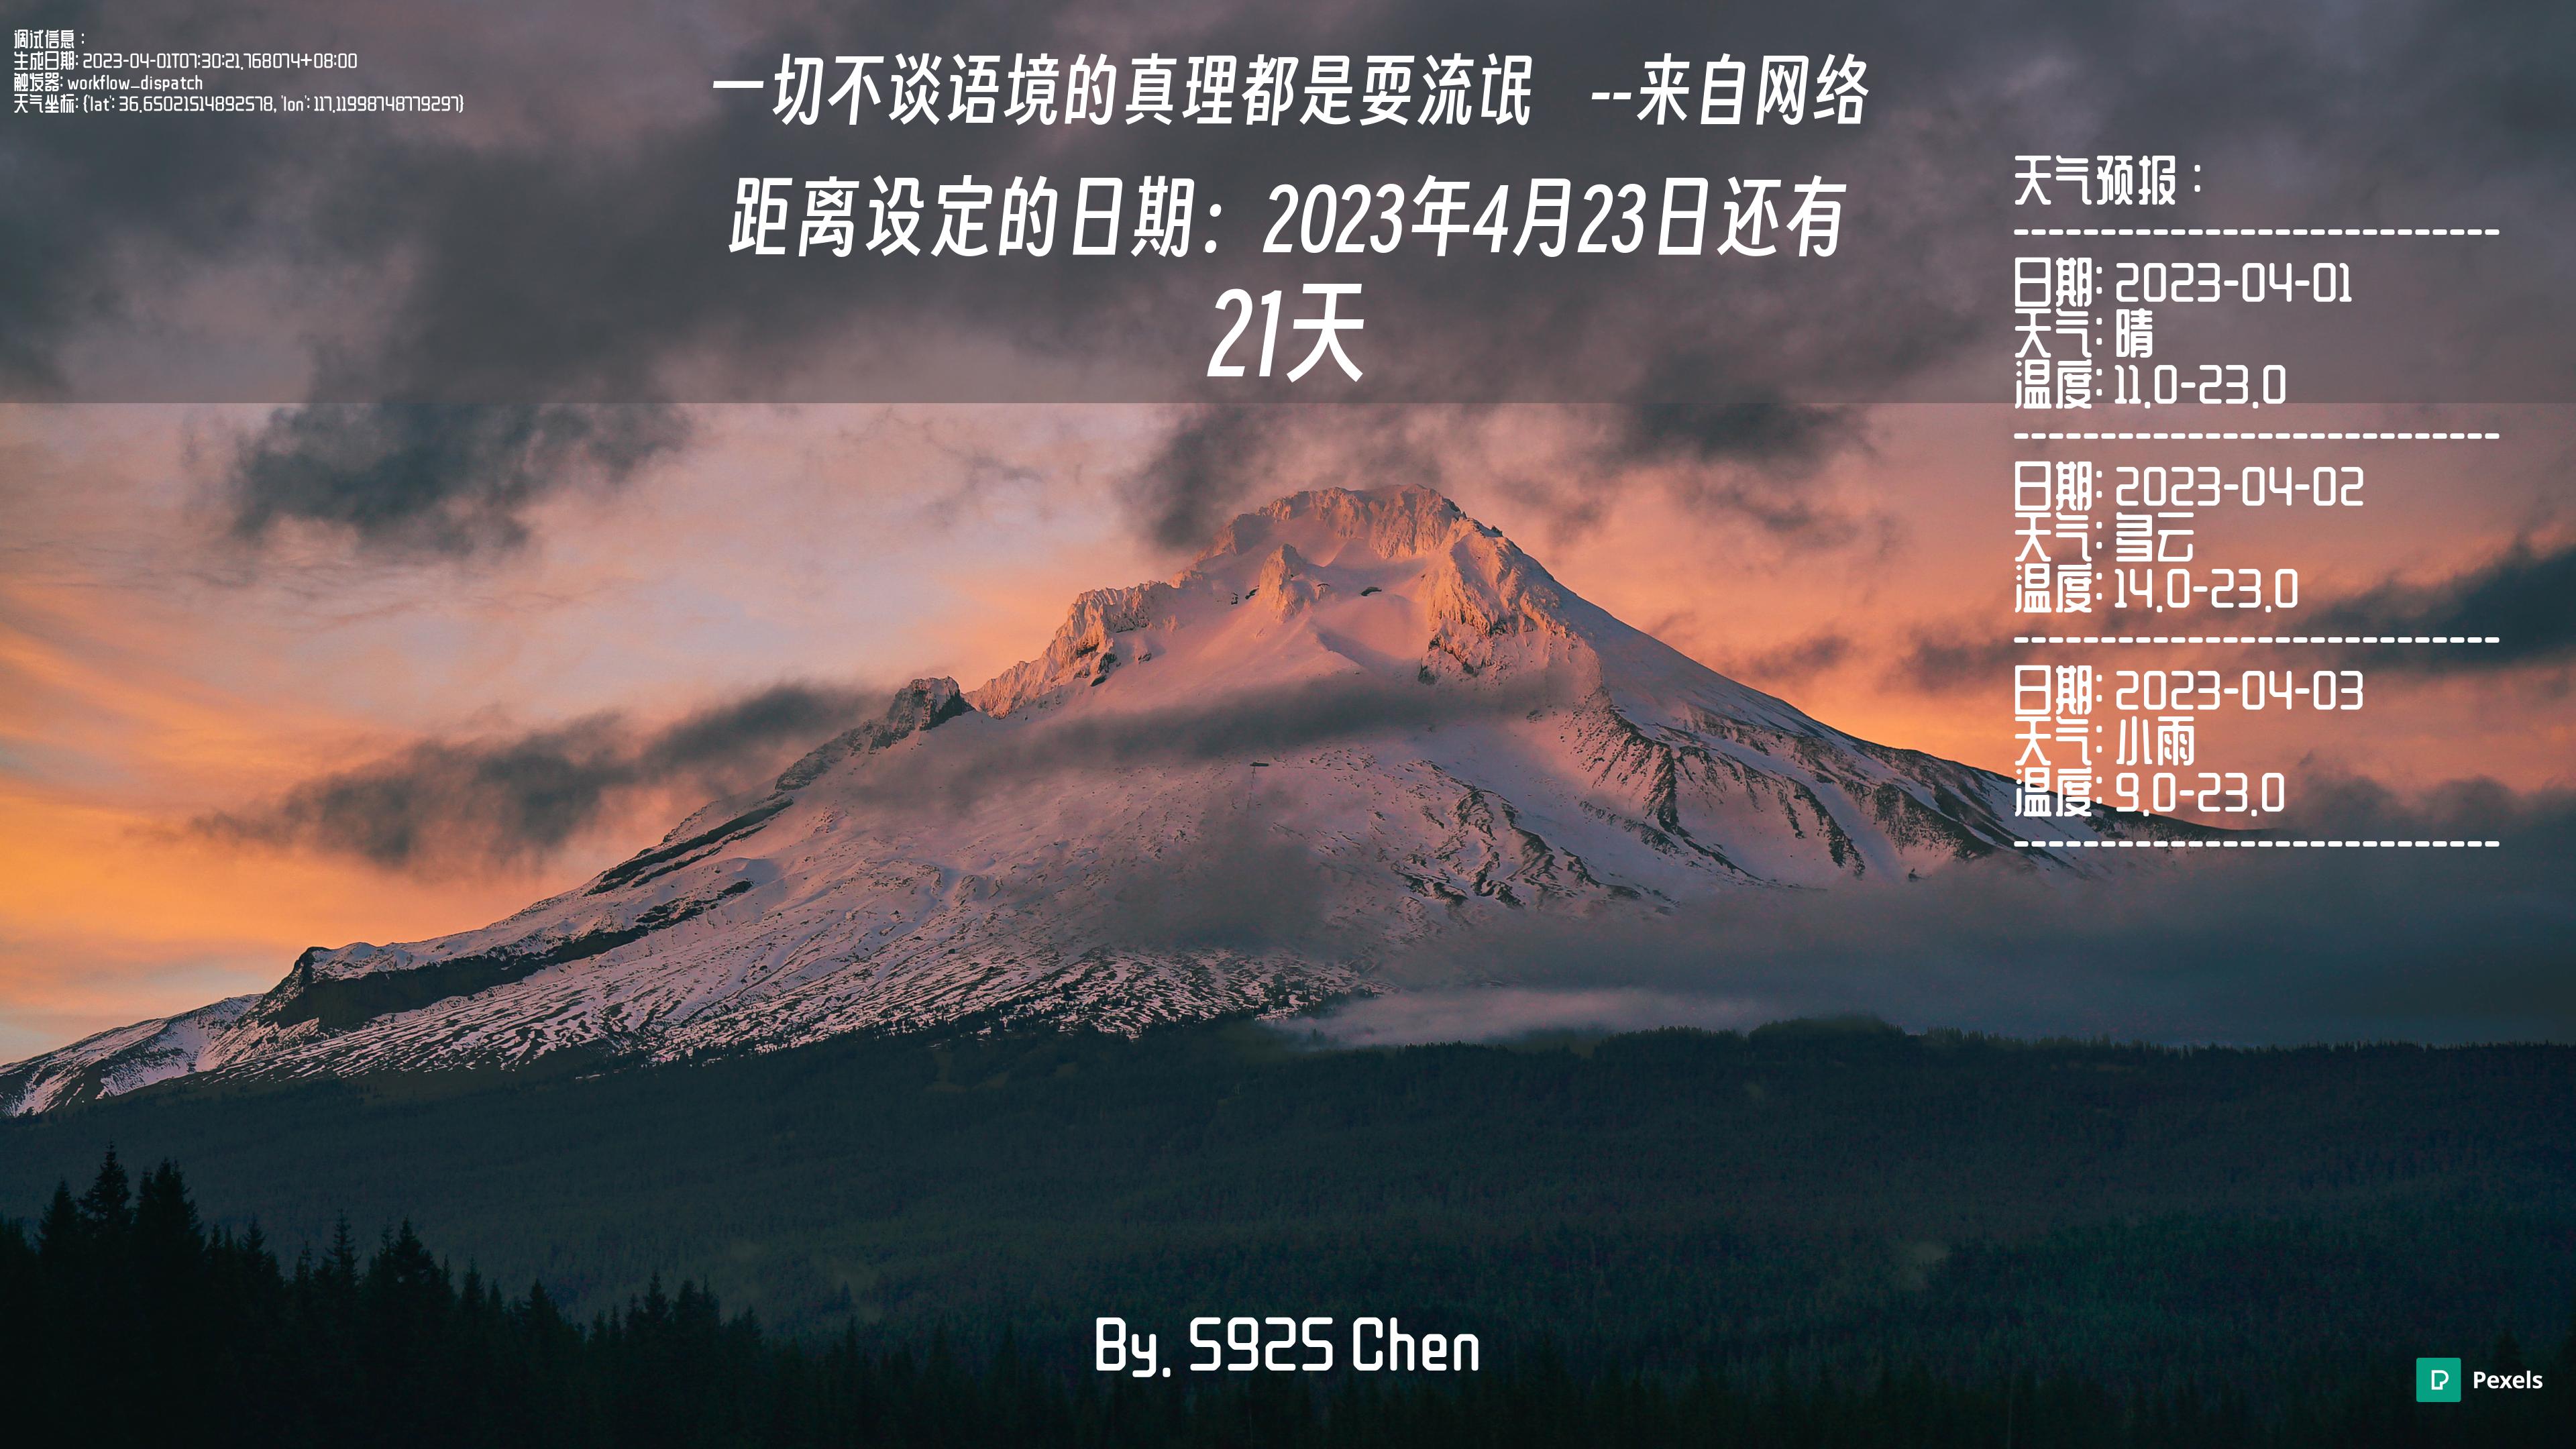 调试信息：
生成日期: 2023-04-01T07:30:21.768074+08:00
触发器: workflow_dispatch
天气坐标: {'lat': 36.65021514892578, 'lon': 117.11998748779297}
一切不谈语境的真理都是耍流氓 --来自网络
距离设定的日期：2023年4月23日还有
21天
天气预报：
----------------------------
日期: 2023-04-01
天气: 晴
温度: 11.0-23.0
----------------------------
日期: 2023-04-02
天气: 多云
温度: 14.0-23.0
----------------------------
日期: 2023-04-03
天气: 小雨
温度: 9.0-23.0
----------------------------
By. S92S Chen
Pexels